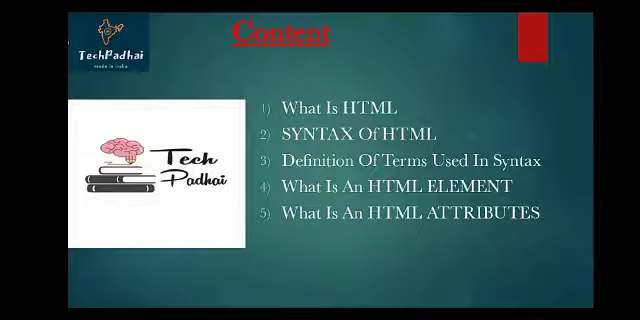 Content
TechPadhai
made in india
Tech
Padhai
1) What Is HTML
2) SYNTAX Of HTML
3) Definition Of Terms Used In Syntax
4) What Is An HTML ELEMENT
5) What Is An HTML ATTRIBUTES